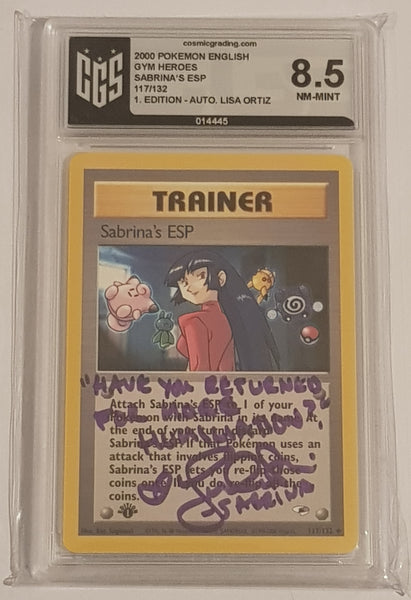 cosmicgrading.com
CGS
2000 POKEMON ENGLISH
GYM HEROES
SABRINA'S ESP
117/132
1. EDITION - AUTO. LISA ORTIZ
8.5
NM-MINT
014445
TRAINER
Sabrina's ESP
"HAVE YOU RETURNED
FOR
Attach Sabrina's ESP to 1 of your
Pokémon with Sabrina in its name. At
the end of your turn, discard
Sabrina's ESP. If that Pokémon uses an
attack that involves flipping coins,
Sabrina's ESP lets you re-flip those
coins once. If you do re-flip all the
coins.
SABRINA
117/132